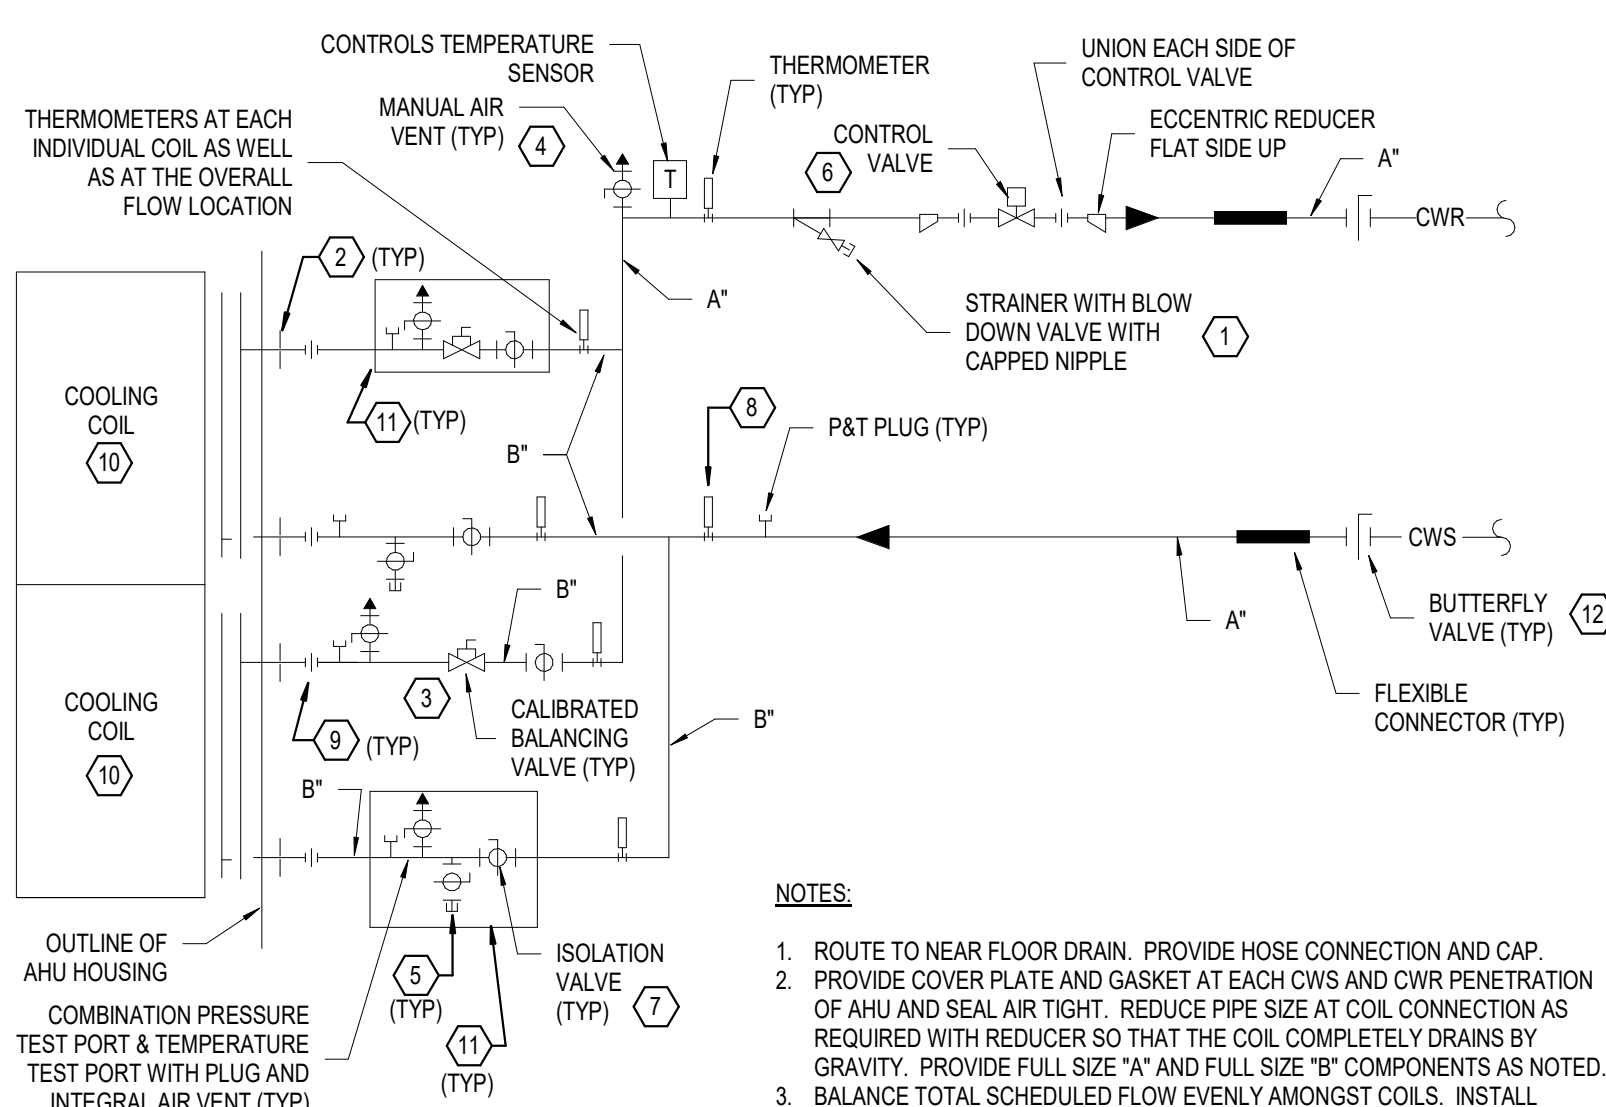 CONTROLS TEMPERATURE
SENSOR
THERMOMETER
(TYP)
UNION EACH SIDE OF
CONTROL VALVE
MANUAL AIR
VENT (TYP)
4
THERMOMETERS AT EACH
INDIVIDUAL COIL AS WELL
AS AT THE OVERALL
FLOW LOCATION
T
6
CONTROL
VALVE
ECCENTRIC REDUCER
FLAT SIDE UP
A"
CWR
2 (TYP)
A"
STRAINER WITH BLOW
DOWN VALVE WITH
CAPPED NIPPLE
1
COOLING
COIL
10
11 (TYP)
8
P&T PLUG (TYP)
B"
CWS
B"
A"
BUTTERFLY
VALVE (TYP)
12
COOLING
COIL
10
3
9 (TYP)
CALIBRATED
BALANCING
VALVE (TYP)
B"
FLEXIBLE
CONNECTOR (TYP)
B"
OUTLINE OF
AHU HOUSING
5
(TYP)
11
(TYP)
ISOLATION
VALVE
(TYP)
7
COMBINATION PRESSURE
TEST PORT & TEMPERATURE
TEST PORT WITH PLUG AND
INTEGRAL AIR VENT (TYP)
NOTES:
1. ROUTE TO NEAR FLOOR DRAIN. PROVIDE HOSE CONNECTION AND CAP.
2. PROVIDE COVER PLATE AND GASKET AT EACH CWS AND CWR PENETRATION
OF AHU AND SEAL AIR TIGHT. REDUCE PIPE SIZE AT COIL CONNECTION AS
REQUIRED WITH REDUCER SO THAT THE COIL COMPLETELY DRAINS BY
GRAVITY. PROVIDE FULL SIZE "A" AND FULL SIZE "B" COMPONENTS AS NOTED.
3. BALANCE TOTAL SCHEDULED FLOW EVENLY AMONGST COILS. INSTALL